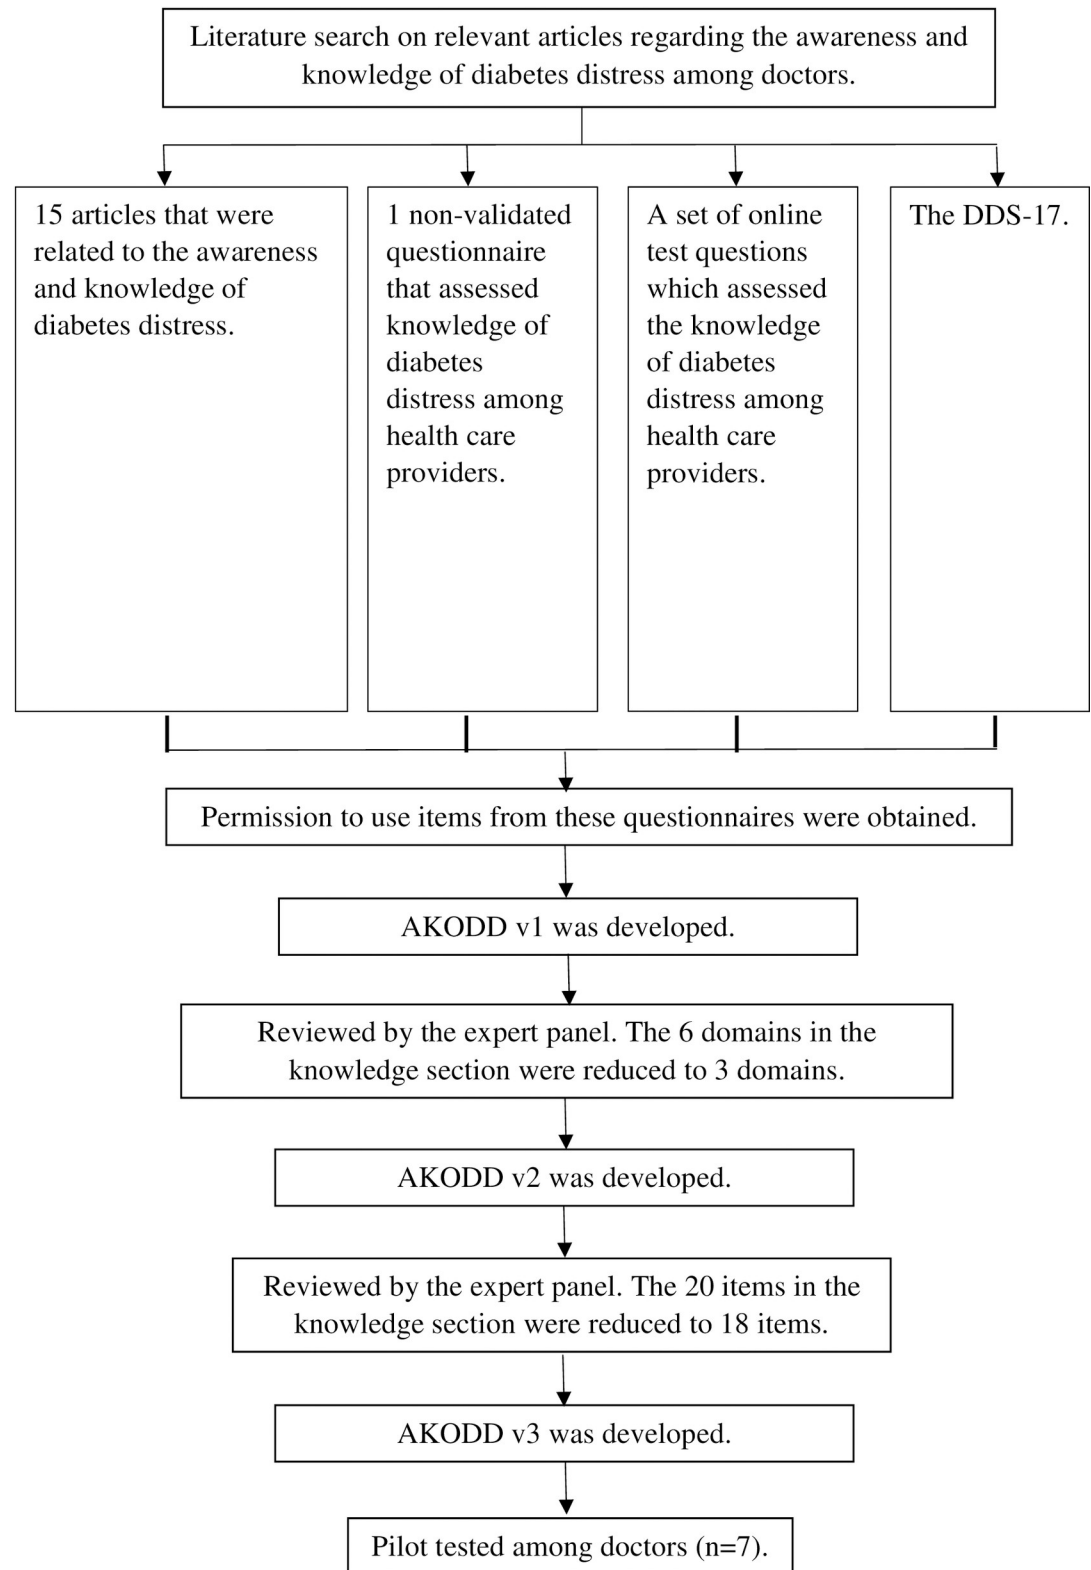 Literature search on relevant articles regarding the awareness and
knowledge of diabetes distress among doctors.
15 articles that were
related to the awareness
and knowledge of
diabetes distress.
1 non-validated
questionnaire
that assessed
knowledge of
diabetes
distress among
health care
providers.
A set of online
test questions
which assessed
the knowledge
of diabetes
distress among
health care
providers.
The DDS-17.
Permission to use items from these questionnaires were obtained.
AKODD v1 was developed.
Reviewed by the expert panel. The 6 domains in the
knowledge section were reduced to 3 domains.
AKODD v2 was developed.
Reviewed by the expert panel. The 20 items in the
knowledge section were reduced to 18 items.
AKODD v3 was developed.
Pilot tested among doctors (n=7).